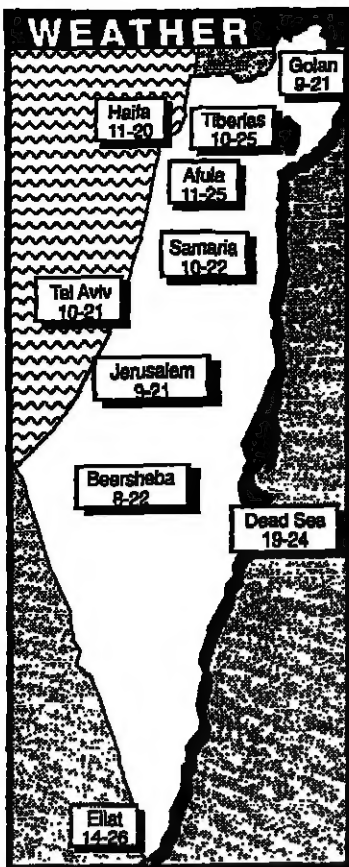 WEATHER
Golan
9-21
Haifa
11-20
Tiberias
10-25
Afula
11-25
Samaria
10-22
Tel Aviv
10-21
Jerusalem
9-21
Beersheba
8-22
Dead Sea
19-24
Eilat
14-26